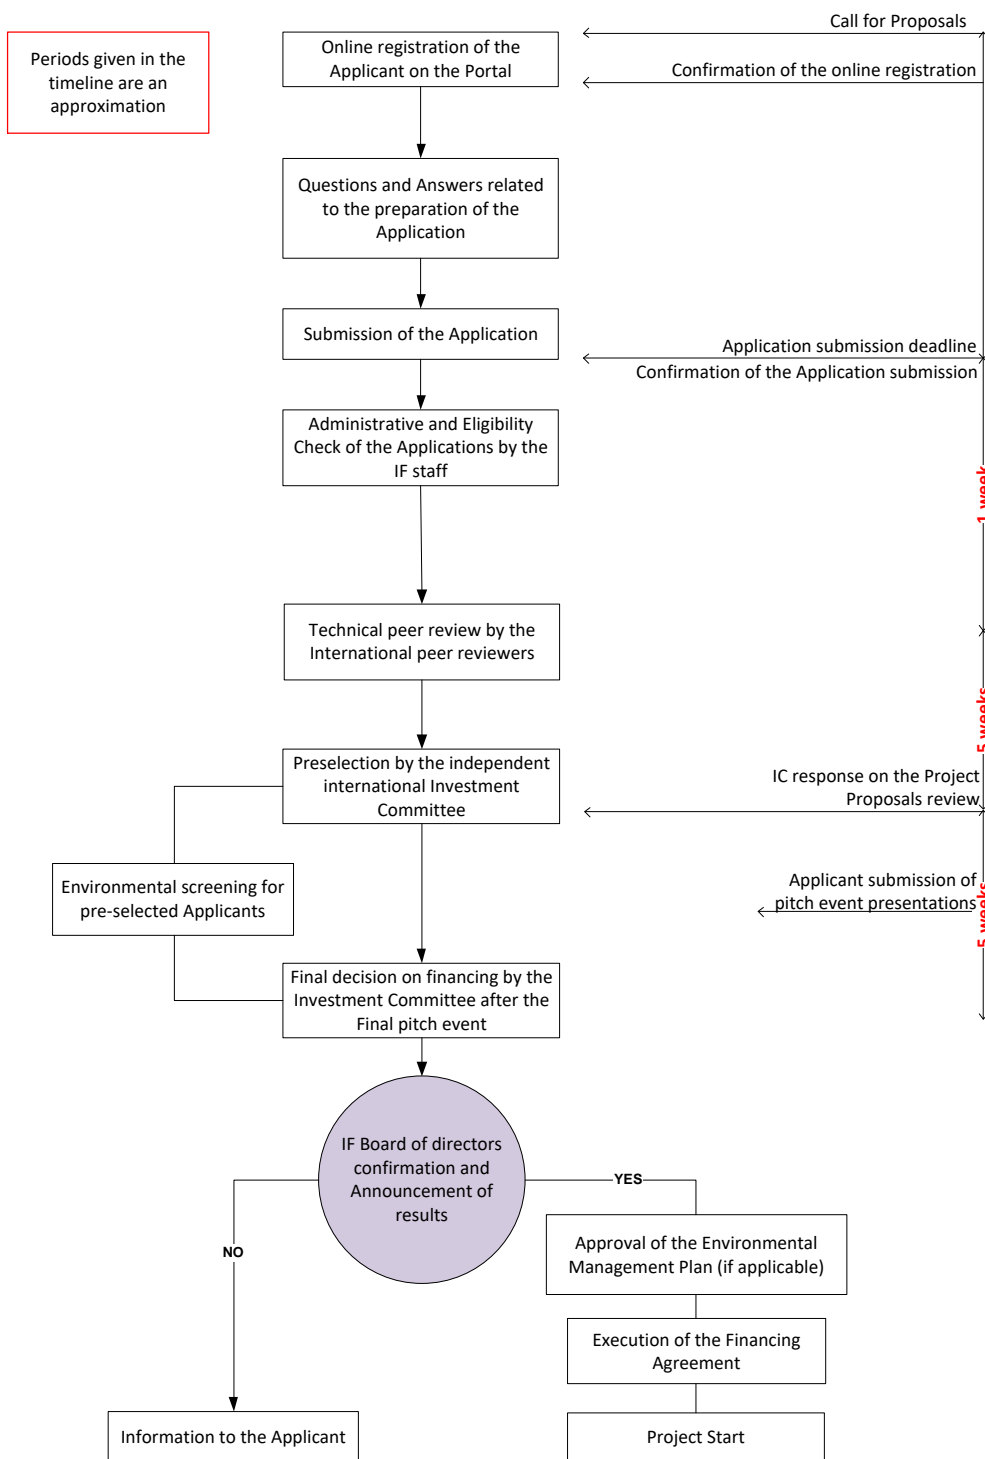 Call for Proposals
Periods given in the
timeline are an
approximation
Online registration of the
Applicant on the Portal
Confirmation of the online registration
Questions and Answers related
to the preparation of the
Application
Submission of the Application
Application submission deadline
Confirmation of the Application submission
Administrative and Eligibility
Check of the Applications by the
IF staff
1 week
Technical peer review by the
International peer reviewers
5 weeks
Preselection by the independent
international Investment
Committee
IC response on the Project
Proposals review
Environmental screening for
pre-selected Applicants
Applicant submission of
pitch event presentations
5 weeks
Final decision on financing by the
Investment Committee after the
Final pitch event
IF Board of directors
confirmation and
Announcement of
results
YES
NO
Approval of the Environmental
Management Plan (if applicable)
Execution of the Financing
Agreement
Information to the Applicant
Project Start